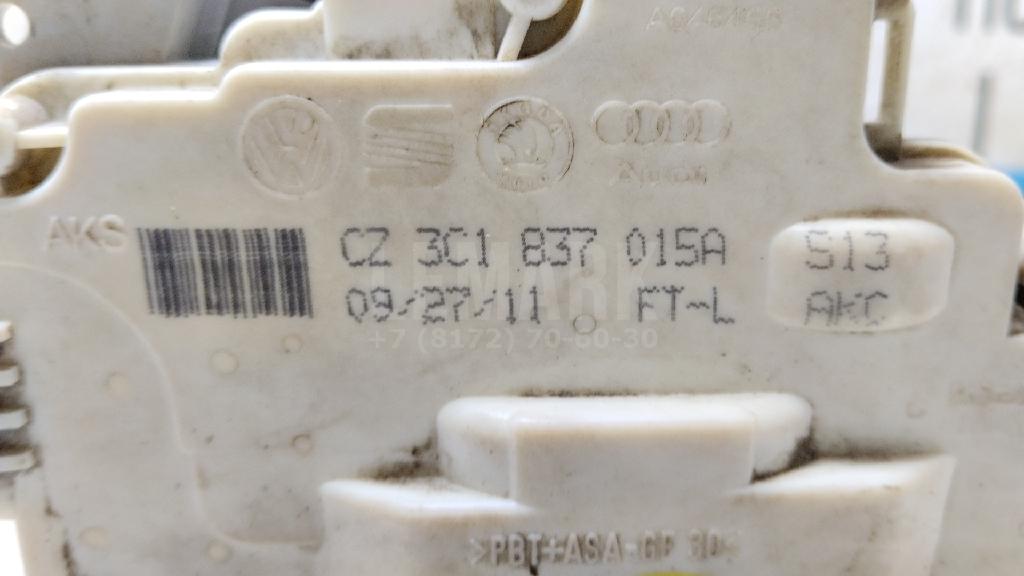 AKS
CZ 3C1 837 015A
09/27/11 FT-L
S13
AKC
LEMARK
+7 (8172) 70-60-30
>PBT+ASA-GF 30<